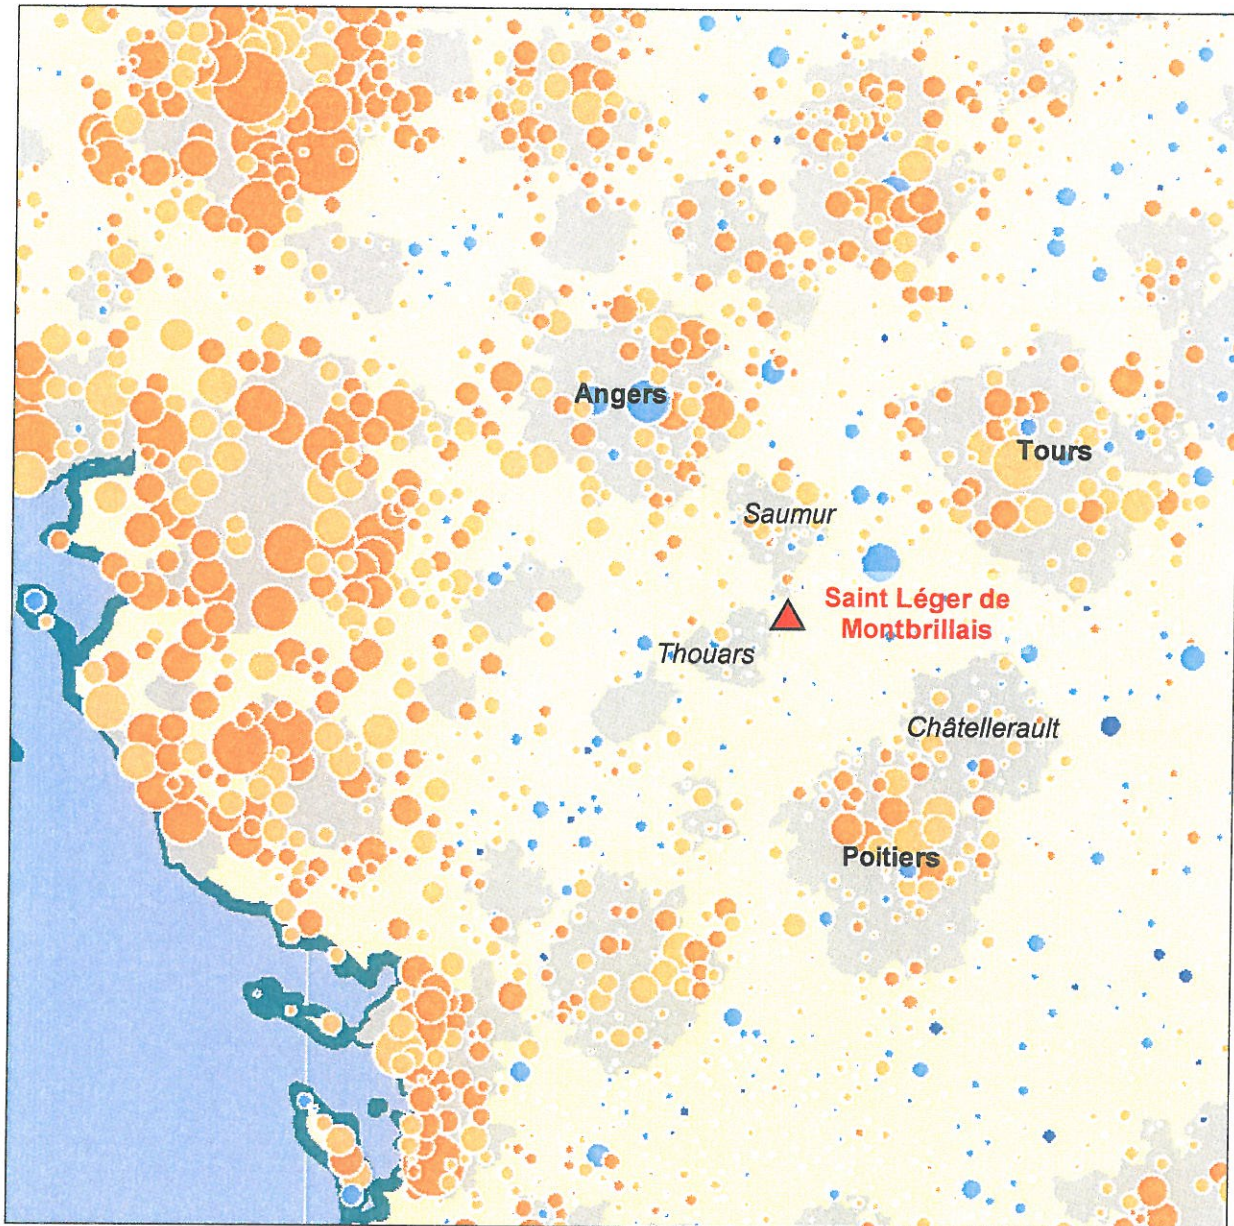 Angers
Tours
Saumur
Saint Léger de
Montbrillais
Thouars
Châtellerault
Poitiers